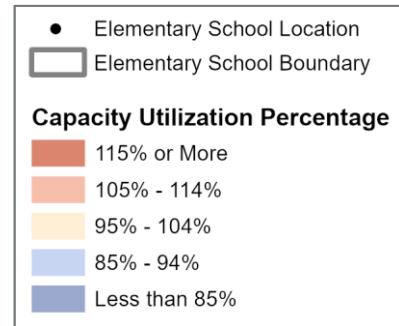 Elementary School Location
Elementary School Boundary
Capacity Utilization Percentage
115% or More
105% - 114%
95% - 104%
85% - 94%
Less than 85%